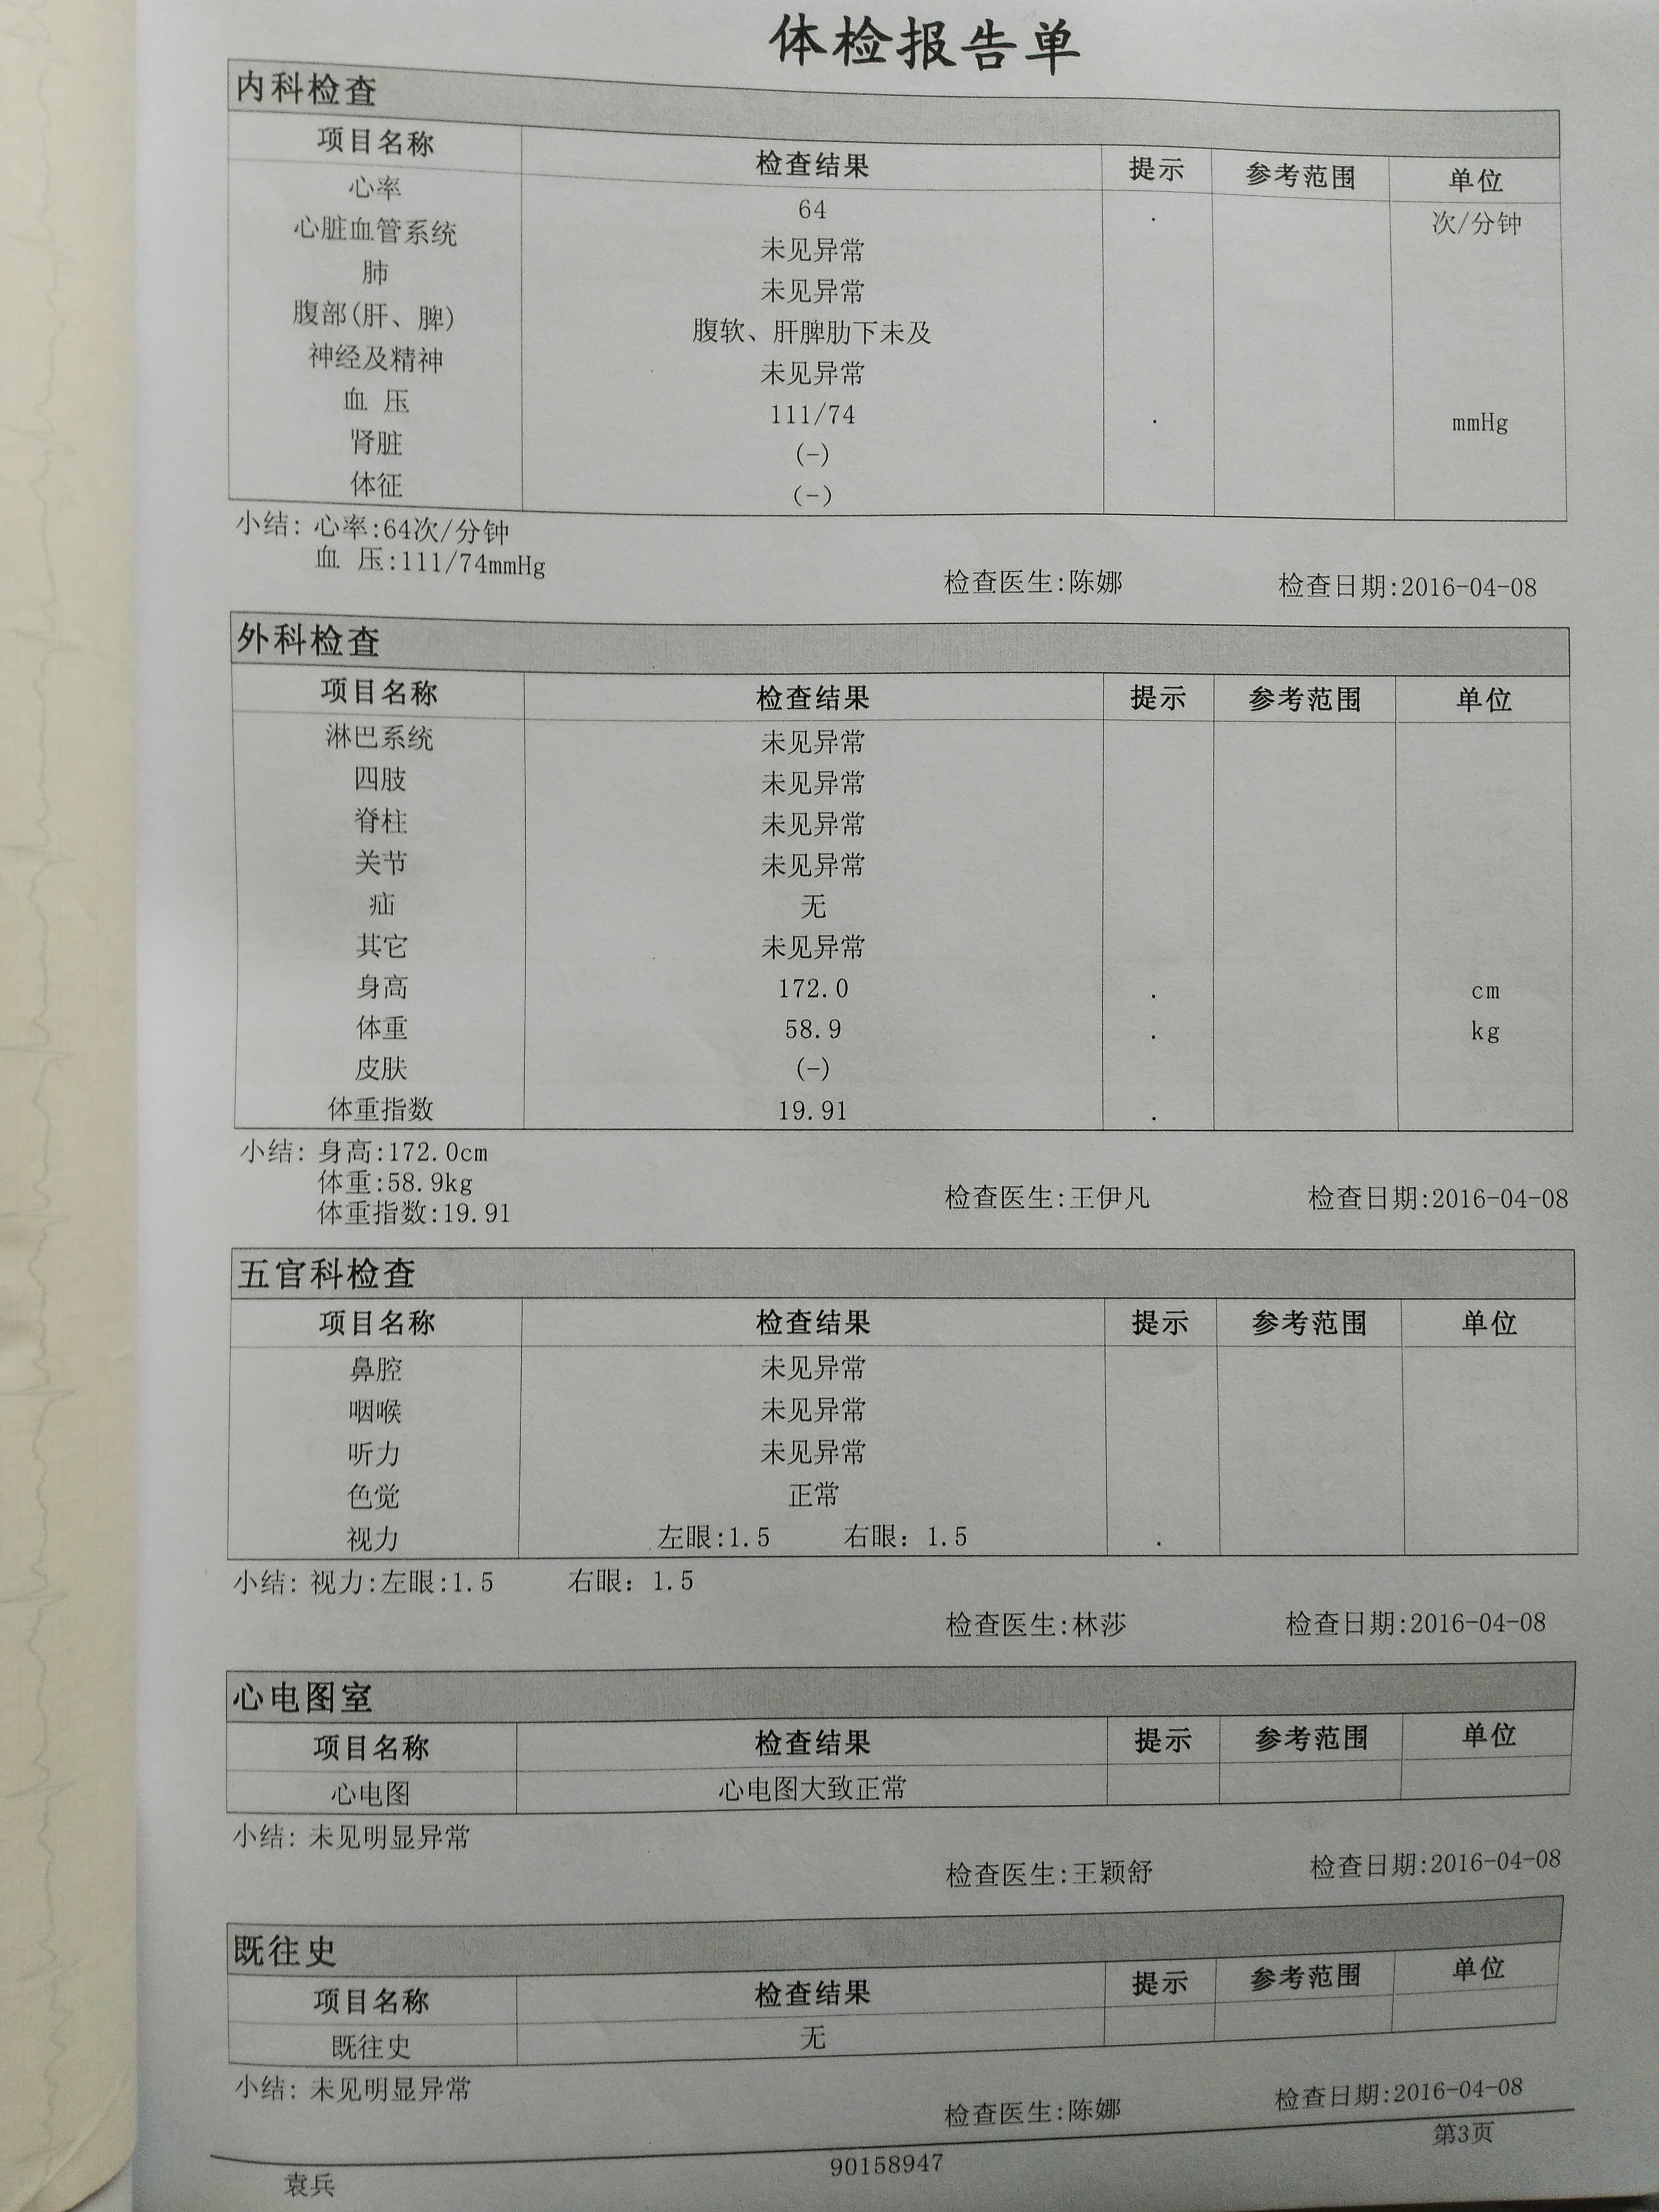 体检报告单
内科检查
项目名称 检查结果 提示 参考范围 单位
心率 64 . 次/分钟
心脏血管系统 未见异常
肺 未见异常
腹部(肝、脾) 腹软、肝脾肋下未及
神经及精神 未见异常
血 压 111/74 . mmHg
肾脏 (-)
体征 (-)
小结: 心率:64次/分钟
血 压:111/74mmHg
检查医生:陈娜 检查日期:2016-04-08
外科检查
项目名称 检查结果 提示 参考范围 单位
淋巴系统 未见异常
四肢 未见异常
脊柱 未见异常
关节 未见异常
疝 无
其它 未见异常
身高 172.0 . cm
体重 58.9 . kg
皮肤 (-)
体重指数 19.91 .
小结: 身高:172.0cm
体重:58.9kg
体重指数:19.91
检查医生:王伊凡 检查日期:2016-04-08
五官科检查
项目名称 检查结果 提示 参考范围 单位
鼻腔 未见异常
咽喉 未见异常
听力 未见异常
色觉 正常
视力 左眼:1.5 右眼: 1.5 .
小结: 视力:左眼:1.5 右眼: 1.5
检查医生:林莎 检查日期:2016-04-08
心电图室
项目名称 检查结果 提示 参考范围 单位
心电图 心电图大致正常
小结: 未见明显异常
检查医生:王颖舒 检查日期:2016-04-08
既往史
项目名称 检查结果 提示 参考范围 单位
既往史 无
小结: 未见明显异常
检查医生:陈娜 检查日期:2016-04-08
第3页
袁兵 90158947